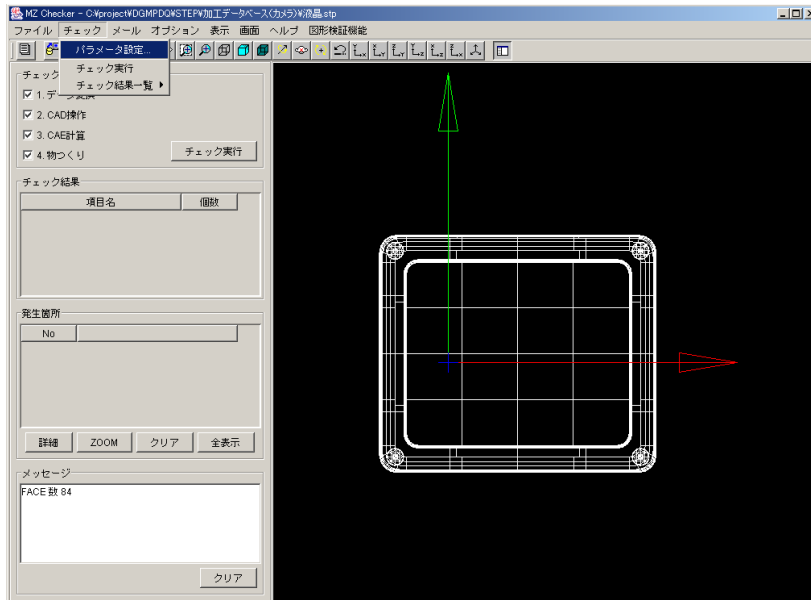 MZ Checker - C:¥project¥DGMPDQ¥STEP¥加工データベース(カメラ)¥液晶.stp
ファイル チェック メール オプション 表示 画面 ヘルプ 図形検証機能
パラメータ設定...
チェック実行
チェック結果一覧
チェック
1. データ変換
2. CAD操作
3. CAE計算
4. 物つくり
チェック実行
チェック結果
項目名 個数
発生箇所
No
詳細 ZOOM クリア 全表示
メッセージ
FACE 数 84
クリア